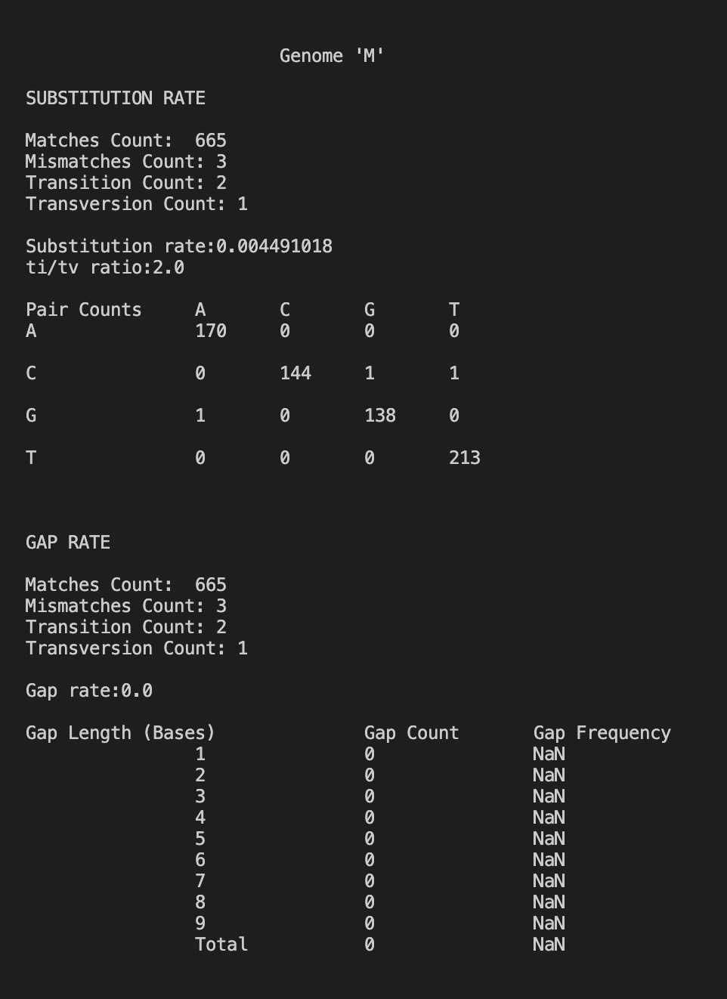 Genome 'M'
SUBSTITUTION RATE
Matches Count:  665
Mismatches Count: 3
Transition Count: 2
Transversion Count: 1
Substitution rate:0.004491018
ti/tv ratio:2.0
Pair Counts     A       C       G       T
A               170     0       0       0
C               0       144     1       1
G               1       0       138     0
T               0       0       0       213
GAP RATE
Matches Count:  665
Mismatches Count: 3
Transition Count: 2
Transversion Count: 1
Gap rate:0.0
Gap Length (Bases)              Gap Count       Gap Frequency
                1               0               NaN
                2               0               NaN
                3               0               NaN
                4               0               NaN
                5               0               NaN
                6               0               NaN
                7               0               NaN
                8               0               NaN
                9               0               NaN
                Total           0               NaN